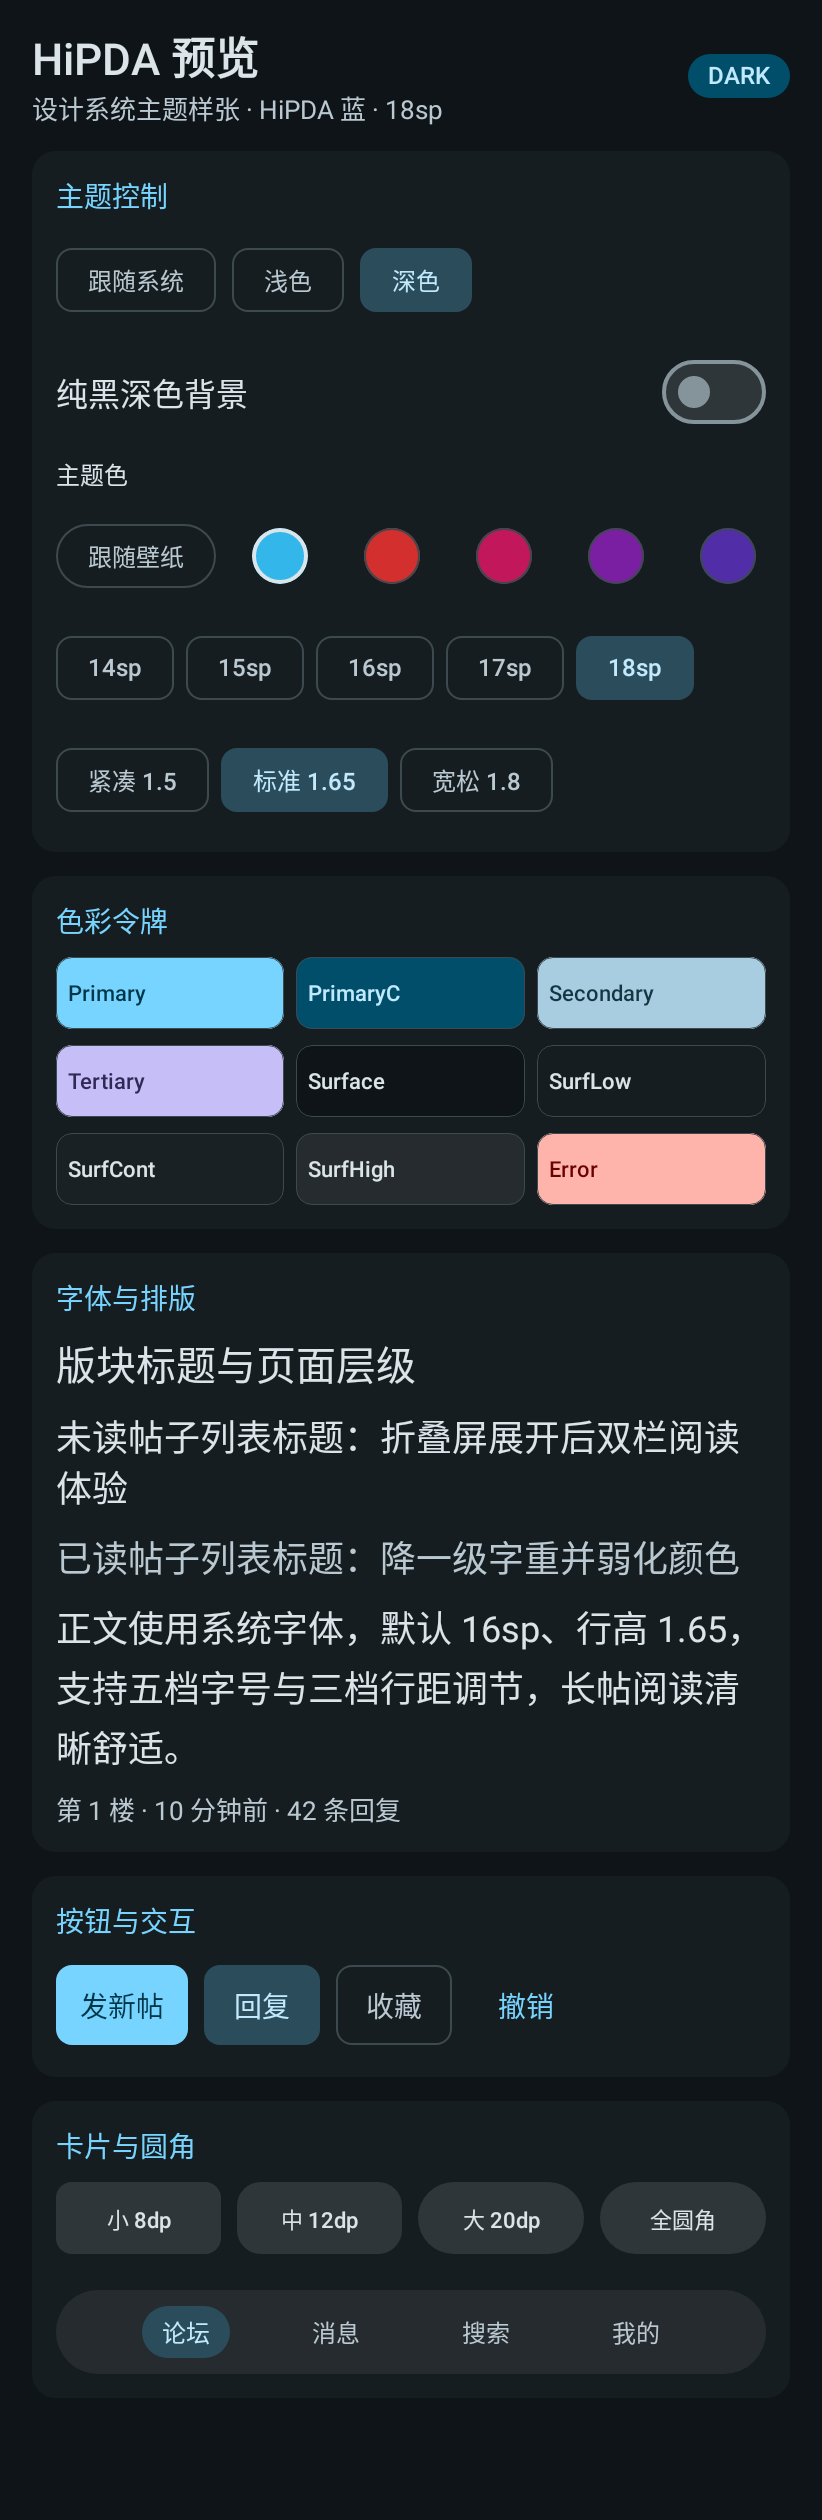 HiPDA 预览
设计系统主题样张 · HiPDA 蓝 · 18sp
DARK
主题控制
跟随系统
浅色
深色
纯黑深色背景
主题色
跟随壁纸
14sp
15sp
16sp
17sp
18sp
紧凑 1.5
标准 1.65
宽松 1.8
色彩令牌
Primary
PrimaryC
Secondary
Tertiary
Surface
SurfLow
SurfCont
SurfHigh
Error
字体与排版
版块标题与页面层级
未读帖子列表标题：折叠屏展开后双栏阅读
体验
已读帖子列表标题：降一级字重并弱化颜色
正文使用系统字体，默认 16sp、行高 1.65，
支持五档字号与三档行距调节，长帖阅读清
晰舒适。
第 1 楼 · 10 分钟前 · 42 条回复
按钮与交互
发新帖
回复
收藏
撤销
卡片与圆角
小 8dp
中 12dp
大 20dp
全圆角
论坛
消息
搜索
我的